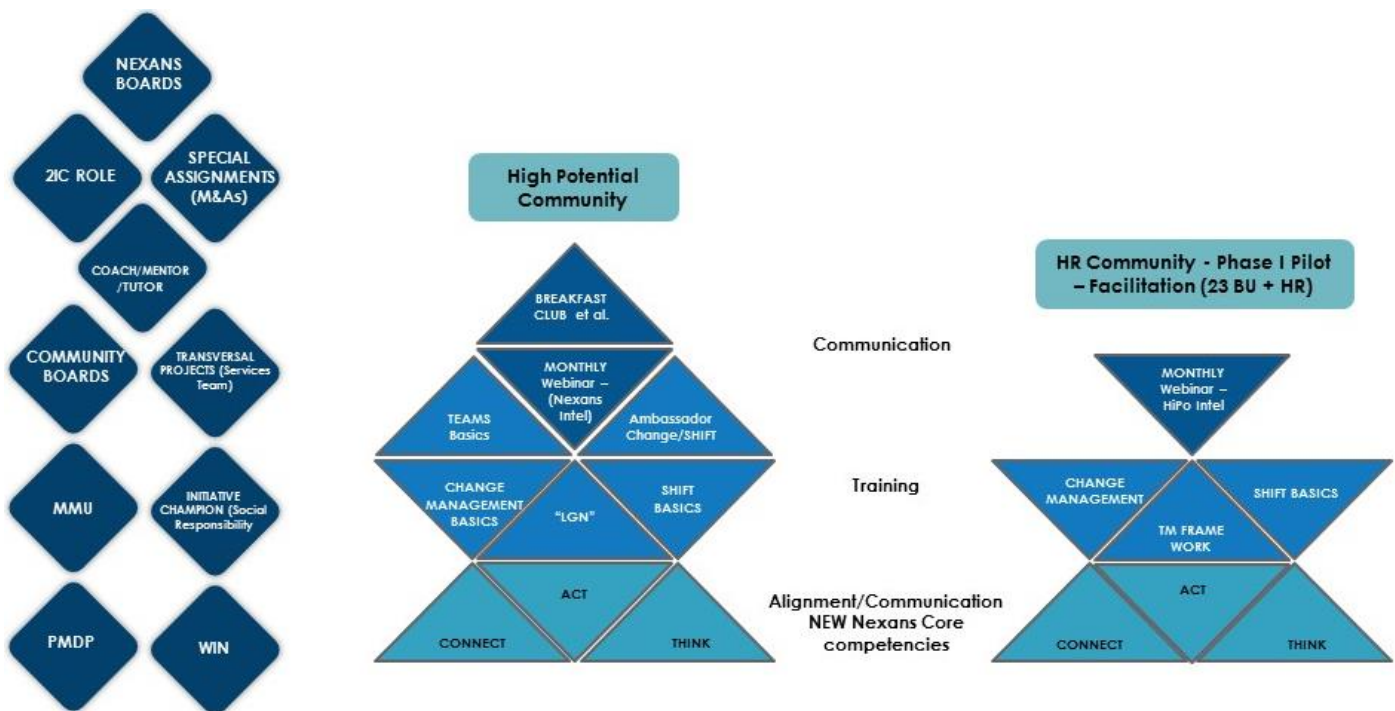 NEXANS
BOARDS
2IC ROLE
SPECIAL
ASSIGNMENTS
(M&As)
COACH/MENTOR
/TUTOR
COMMUNITY
BOARDS
TRANSVERSAL
PROJECTS (Services
Team)
MMU
INITIATIVE
CHAMPION (Social
Responsibility
PMDP
WIN
High Potential
Community
BREAKFAST
CLUB et al.
MONTHLY
Webinar –
(Nexans
Intel)
TEAMS
Basics
Ambassador
Change/SHIFT
CHANGE
MANAGEMENT
BASICS
"LGN"
SHIFT
BASICS
CONNECT
ACT
THINK
Communication
Training
Alignment/Communication
NEW Nexans Core
competencies
HR Community - Phase I Pilot
– Facilitation (23 BU + HR)
MONTHLY
Webinar –
HiPo Intel
CHANGE
MANAGEMENT
TM FRAME
WORK
SHIFT BASICS
CONNECT
ACT
THINK